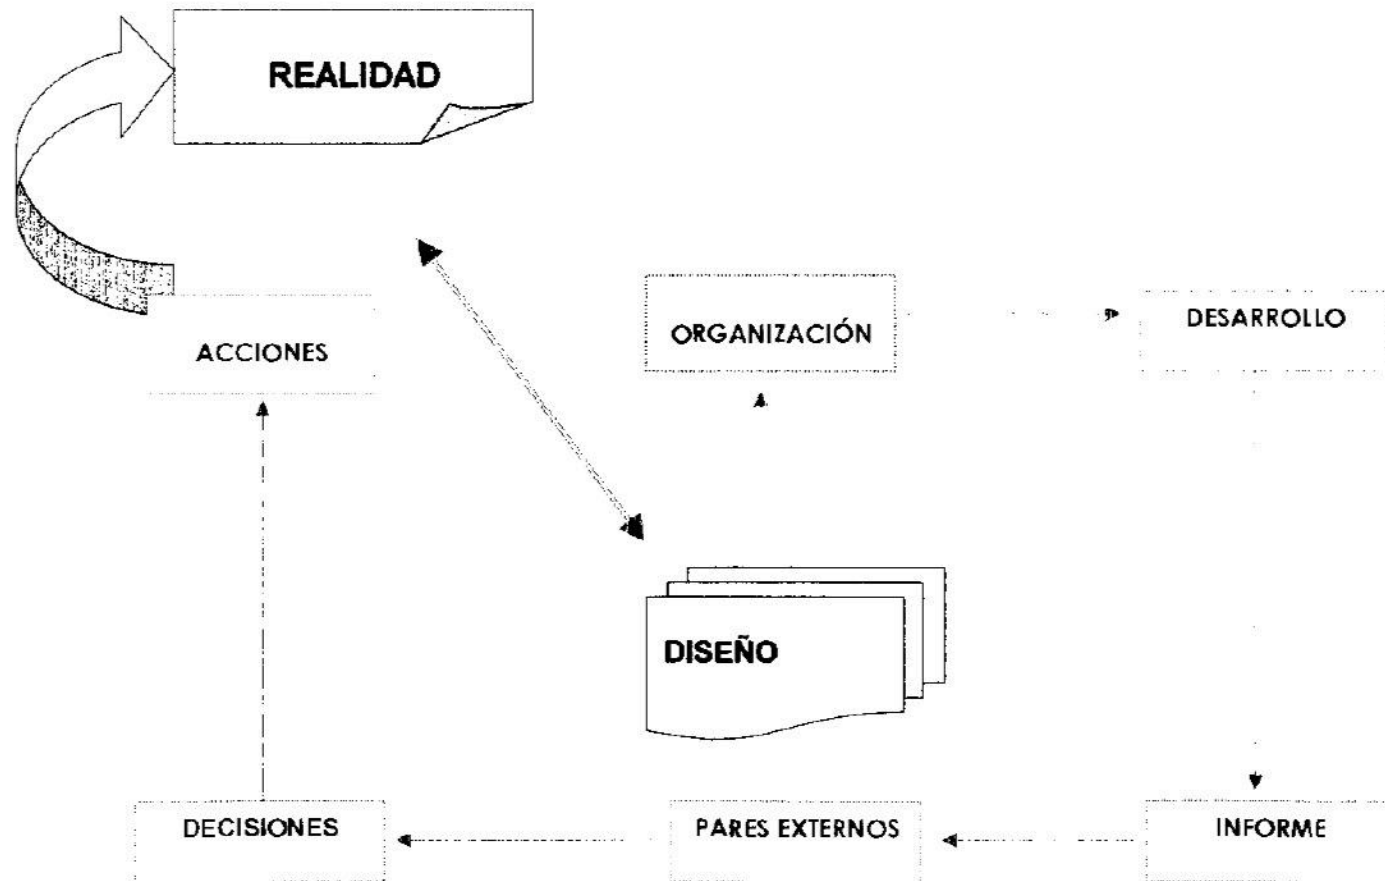 REALIDAD
ACCIONES
ORGANIZACIÓN
DESARROLLO
DISEÑO
DECISIONES
PARES EXTERNOS
INFORME